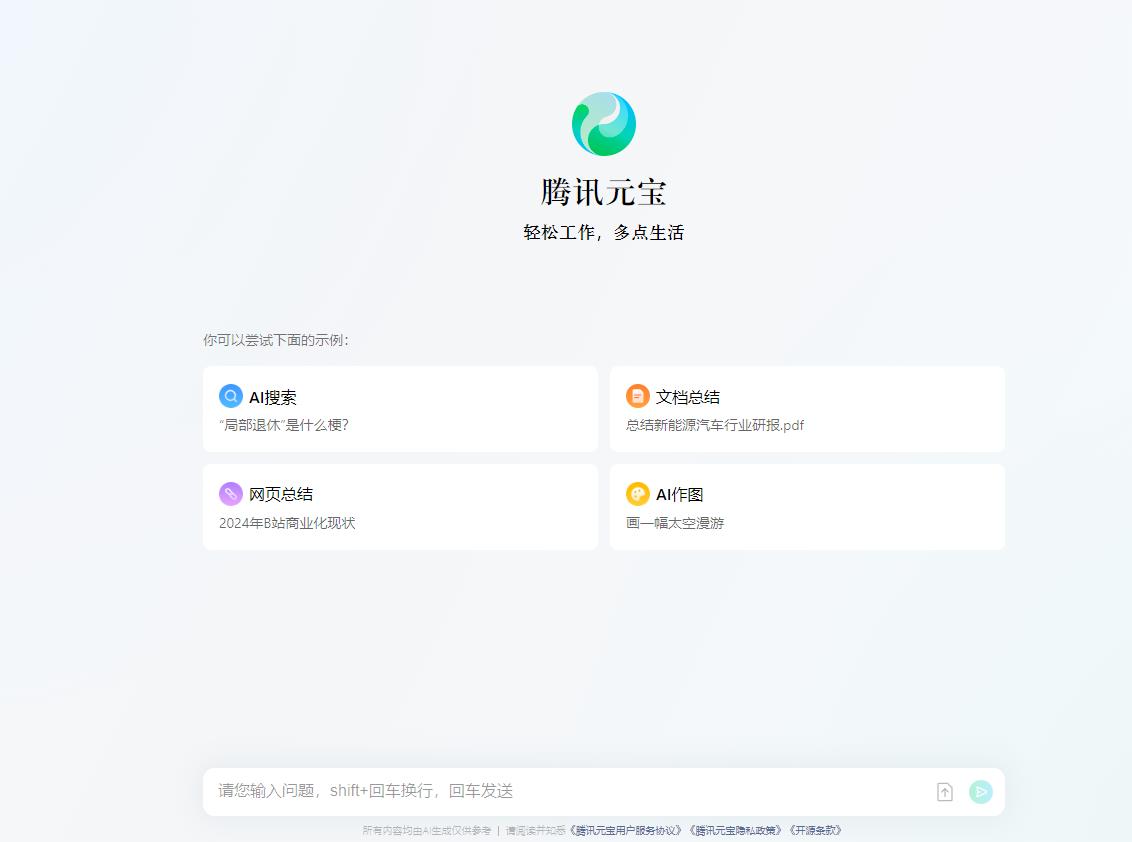 腾讯元宝
轻松工作，多点生活
你可以尝试下面的示例：
AI搜索
“局部退休”是什么梗？
文档总结
总结新能源汽车行业研报.pdf
网页总结
2024年B站商业化现状
AI作图
画一幅太空漫游
请您输入问题，shift+回车换行，回车发送
所有内容均由AI生成仅供参考 | 请阅读并知悉《腾讯元宝用户服务协议》《腾讯元宝隐私政策》《开源条款》